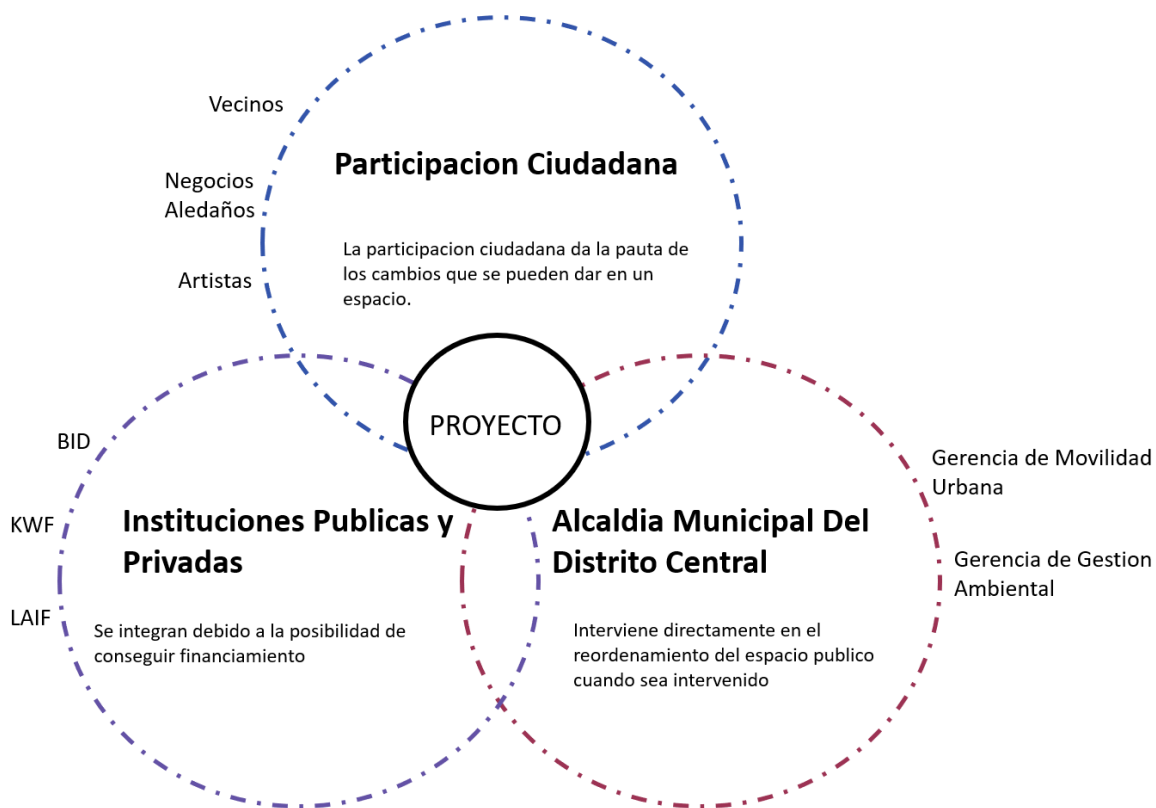 Vecinos
Participacion Ciudadana
Negocios
Aledaños
La participacion ciudadana da la pauta de
los cambios que se pueden dar en un
espacio.
Artistas
PROYECTO
BID
KWF
LAIF
Instituciones Publicas y
Privadas
Se integran debido a la posibilidad de
conseguir financiamiento
Alcaldia Municipal Del
Distrito Central
Interviene directamente en el
reordenamiento del espacio publico
cuando sea intervenido
Gerencia de Movilidad
Urbana
Gerencia de Gestion
Ambiental